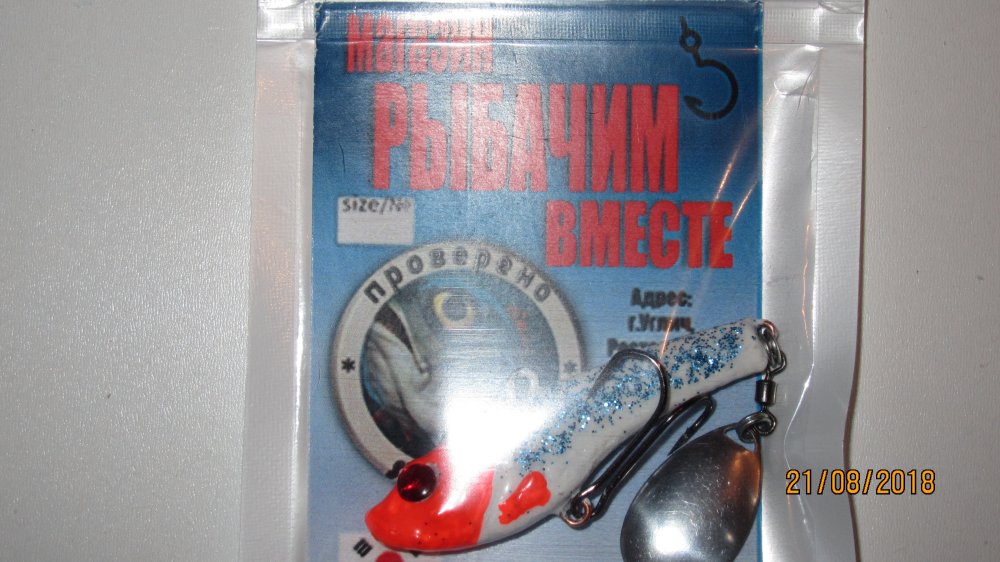 магазин
РЫБАЧИМ
ВМЕСТЕ
size/№
проверено
Адрес:
г.Углич,
21/08/2018